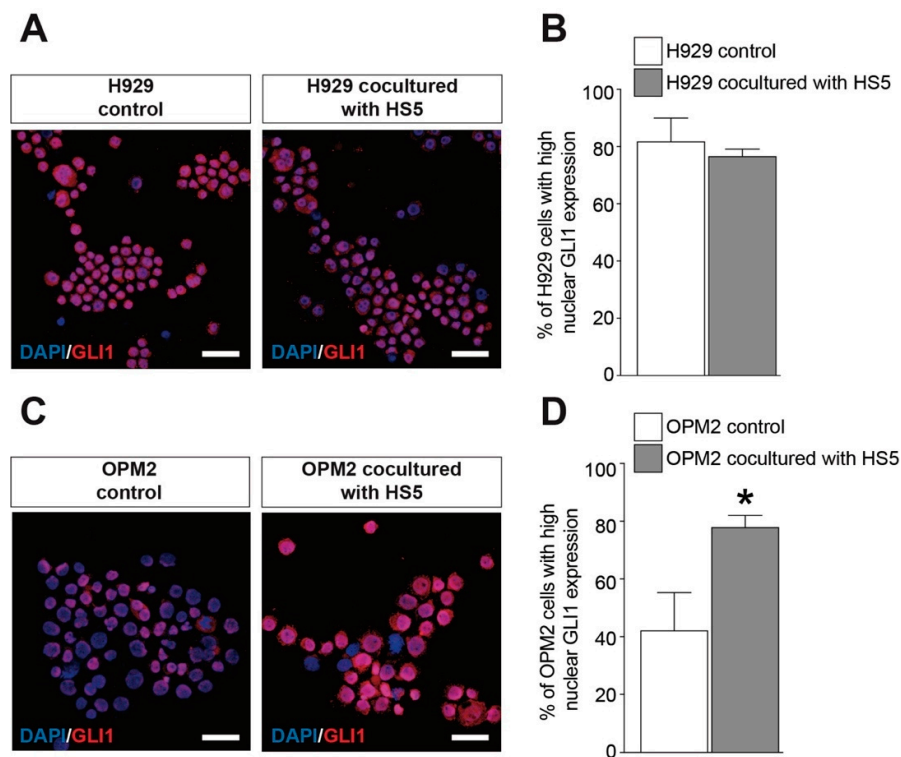 A
H929
control
H929 cocultured
with HS5
DAPI/GLI1
DAPI/GLI1
B
H929 control
H929 cocultured with HS5
% of H929 cells with high
nuclear GLI1 expression
100
80
60
40
20
0
C
OPM2
control
OPM2 cocultured
with HS5
DAPI/GLI1
DAPI/GLI1
D
OPM2 control
OPM2 cocultured with HS5
% of OPM2 cells with high
nuclear GLI1 expression
100
80
60
40
20
0
*